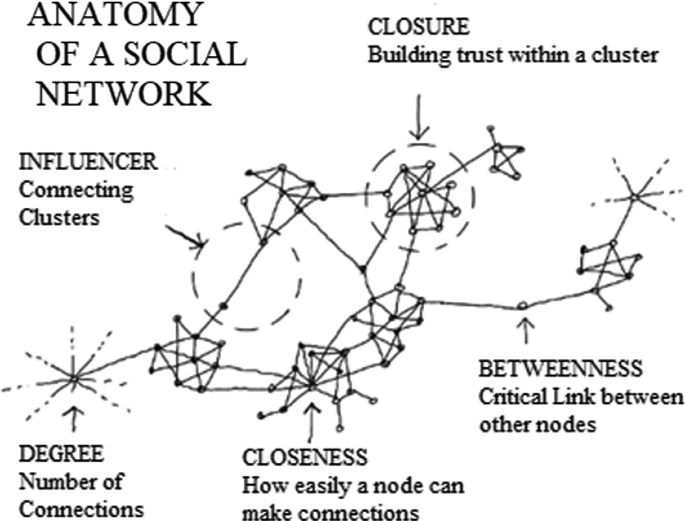 ANATOMY
OF A SOCIAL
NETWORK
CLOSURE
Building trust within a cluster
INFLUENCER
Connecting
Clusters
BETWEENNESS
Critical Link between
other nodes
DEGREE
Number of
Connections
CLOSENESS
How easily a node can
make connections